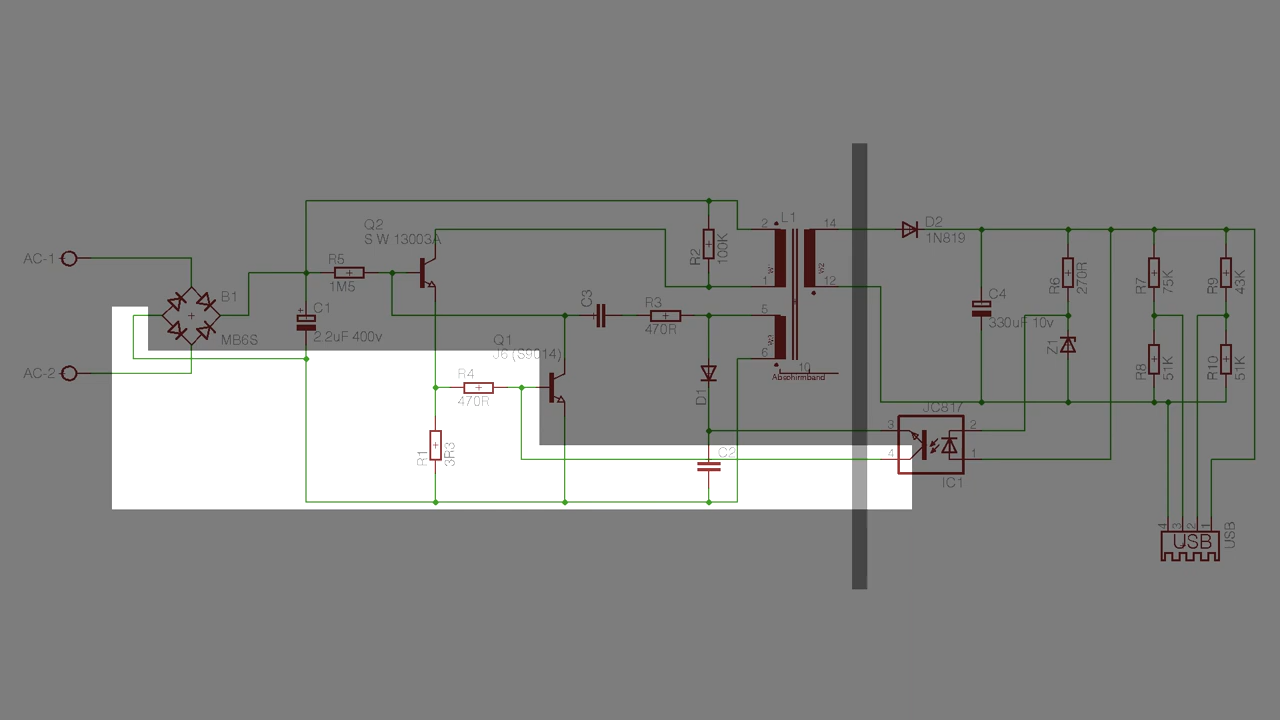 L1
Q2
S W 13003A
2
14
D2
1N819
AC-1
R5
1M5
R2
100K
W1
W2
R6
270R
R7
75K
R9
43K
B1
1
12
C4
330uF 10v
C1
+
2.2uF 400v
C3
R3
470R
5
MB6S
Q1
J6 (S9014)
6
Z1
AC-2
R4
470R
10
Abschirmband
R8
51K
R10
51K
D1
JC817
3
2
R1
3R3
C2
4
1
IC1
4
3
2
1
USB
USB